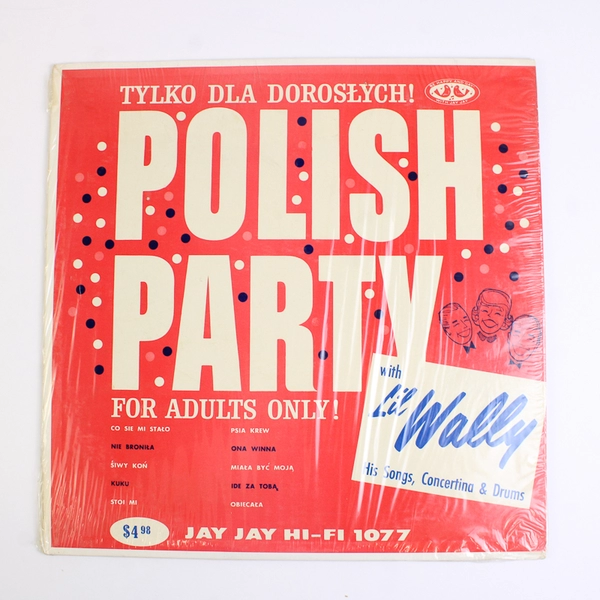 TYLKO DLA DOROSŁYCH!
POLISH
PARTY
with
Li'l Wally
His Songs, Concertina & Drums
FOR ADULTS ONLY!
CO SIE MI STAŁO
NIE BRONIŁA
ŚIWY KOŃ
KUKU
STOI MI
PSIA KREW
ONA WINNA
MIAŁA BYĆ MOJĄ
IDE ZA TOBĄ
OBIECAŁA
$4.98
JAY JAY HI-FI 1077